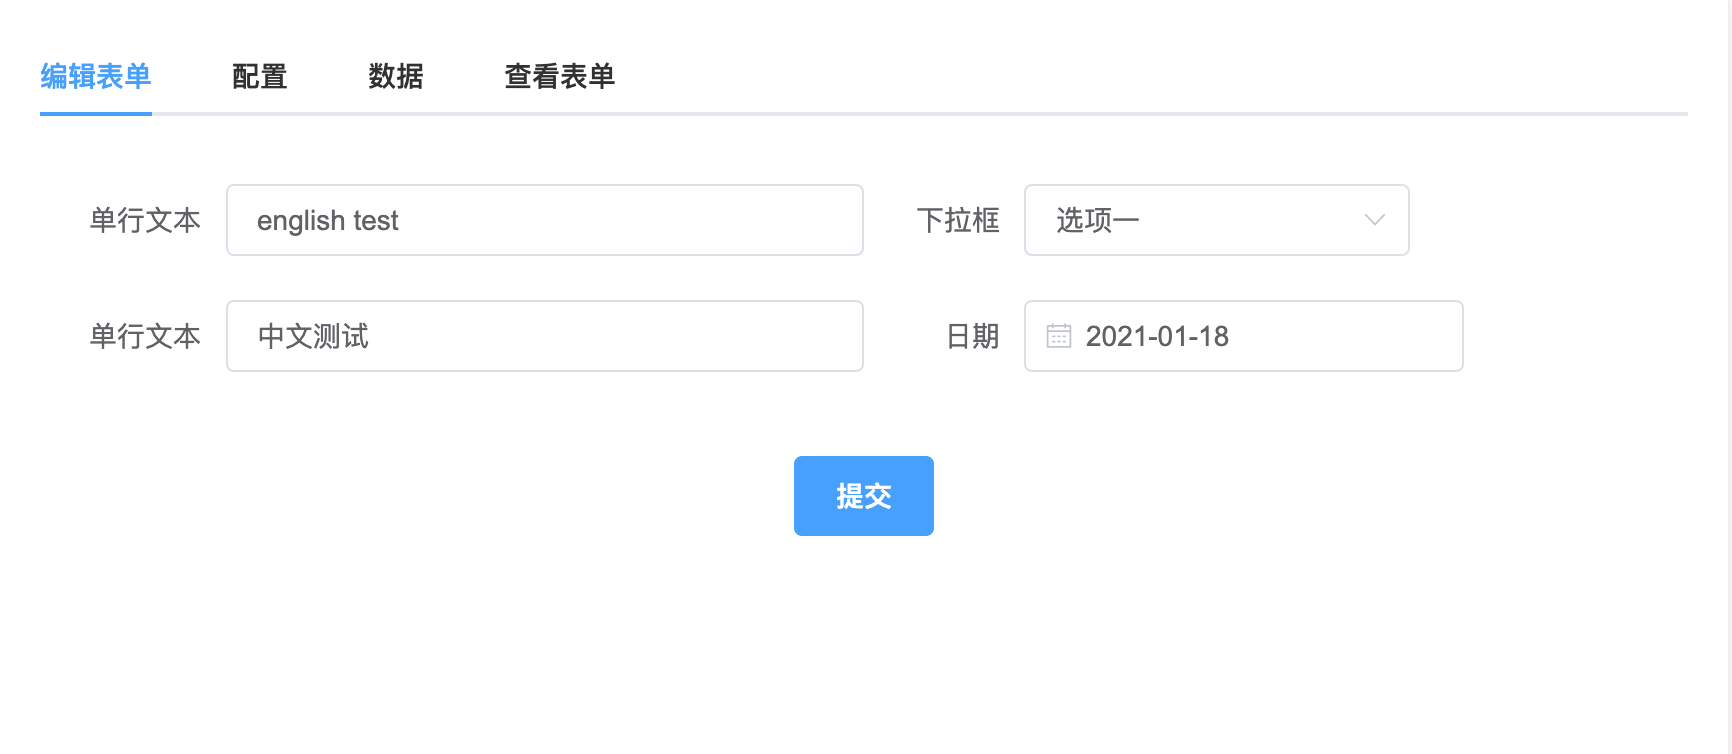 编辑表单 配置 数据 查看表单
单行文本 english test 下拉框 选项一
单行文本 中文测试 日期 2021-01-18
提交